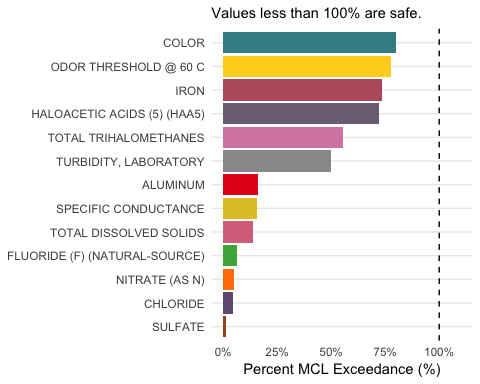 Values less than 100% are safe.
COLOR
ODOR THRESHOLD @ 60 C
IRON
HALOACETIC ACIDS (5) (HAA5)
TOTAL TRIHALOMETHANES
TURBIDITY, LABORATORY
ALUMINUM
SPECIFIC CONDUCTANCE
TOTAL DISSOLVED SOLIDS
FLUORIDE (F) (NATURAL-SOURCE)
NITRATE (AS N)
CHLORIDE
SULFATE
0% 25% 50% 75% 100%
Percent MCL Exceedance (%)